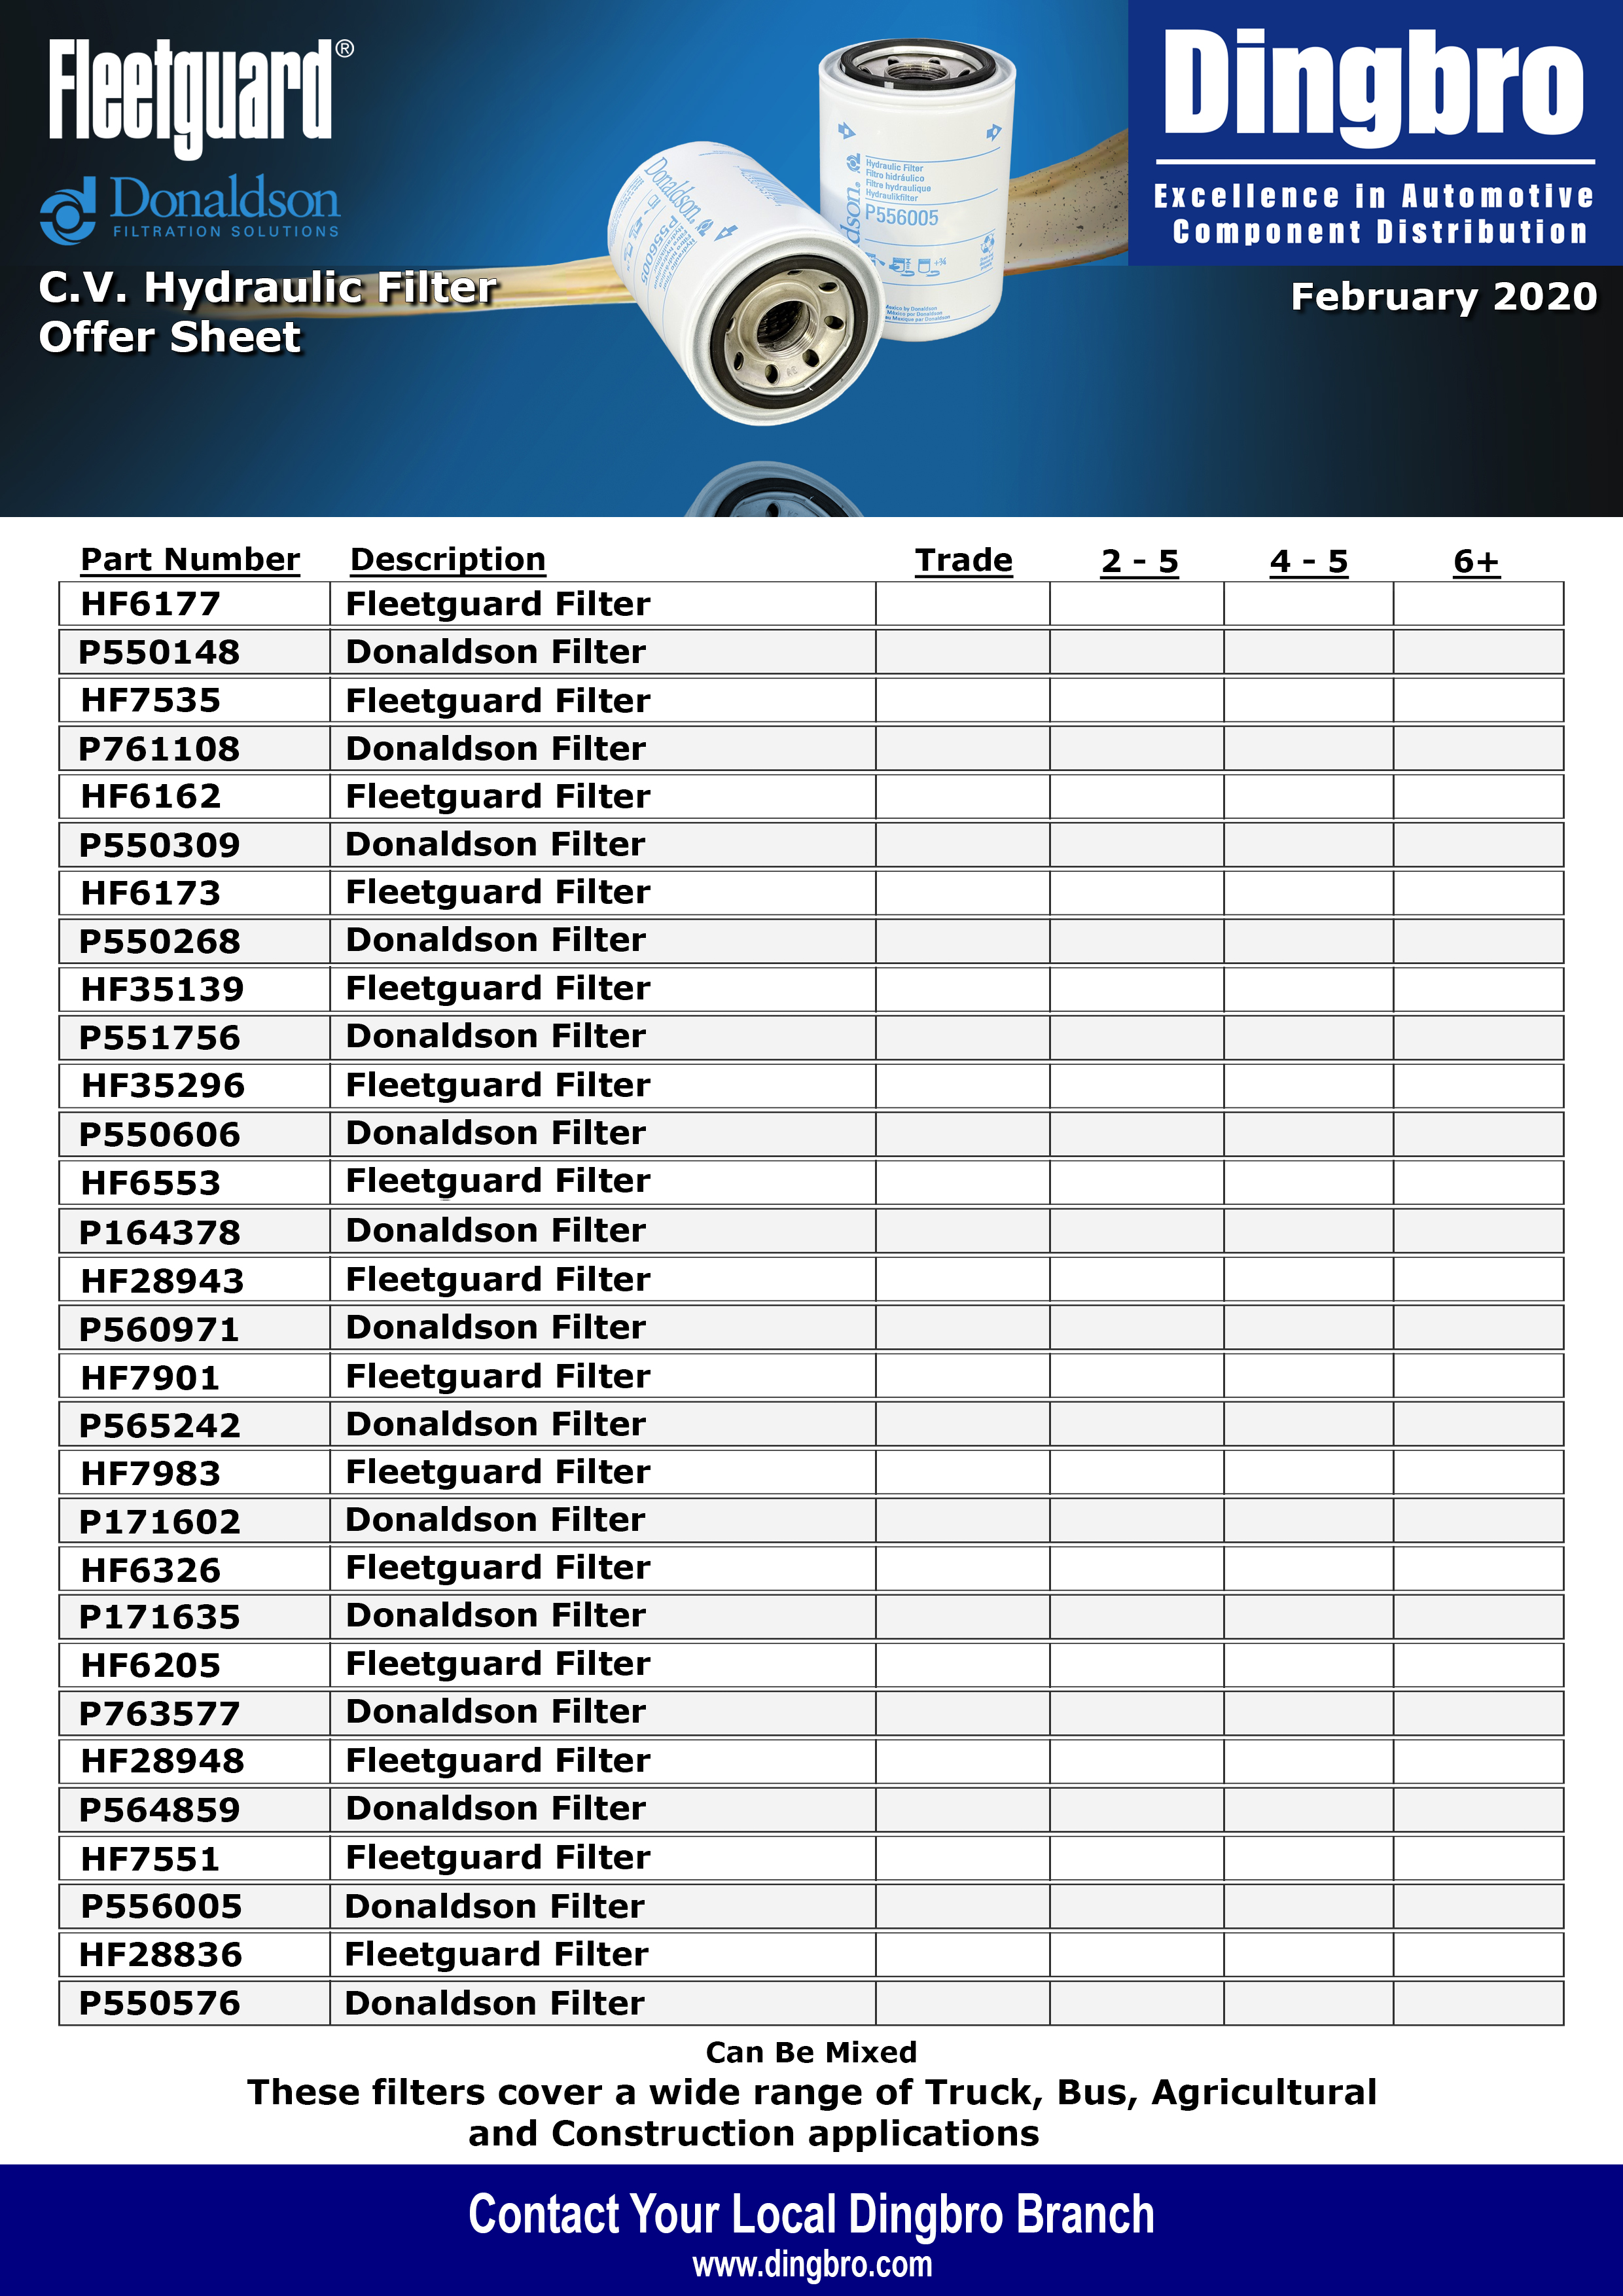 Fleetguard®
Donaldson
FILTRATION SOLUTIONS
C.V. Hydraulic Filter
Offer Sheet
Donaldson.
P556005
Donaldson.
Hydraulic Filter
Filtro hidráulico
Filtre hydraulique
Hydraulikfilter
P556005
Dingbro
Excellence in Automotive
Component Distribution
February 2020
Part Number Description Trade 2 - 5 4 - 5 6+
HF6177 Fleetguard Filter
P550148 Donaldson Filter
HF7535 Fleetguard Filter
P761108 Donaldson Filter
HF6162 Fleetguard Filter
P550309 Donaldson Filter
HF6173 Fleetguard Filter
P550268 Donaldson Filter
HF35139 Fleetguard Filter
P551756 Donaldson Filter
HF35296 Fleetguard Filter
P550606 Donaldson Filter
HF6553 Fleetguard Filter
P164378 Donaldson Filter
HF28943 Fleetguard Filter
P560971 Donaldson Filter
HF7901 Fleetguard Filter
P565242 Donaldson Filter
HF7983 Fleetguard Filter
P171602 Donaldson Filter
HF6326 Fleetguard Filter
P171635 Donaldson Filter
HF6205 Fleetguard Filter
P763577 Donaldson Filter
HF28948 Fleetguard Filter
P564859 Donaldson Filter
HF7551 Fleetguard Filter
P556005 Donaldson Filter
HF28836 Fleetguard Filter
P550576 Donaldson Filter
Can Be Mixed
These filters cover a wide range of Truck, Bus, Agricultural
and Construction applications
Contact Your Local Dingbro Branch
www.dingbro.com